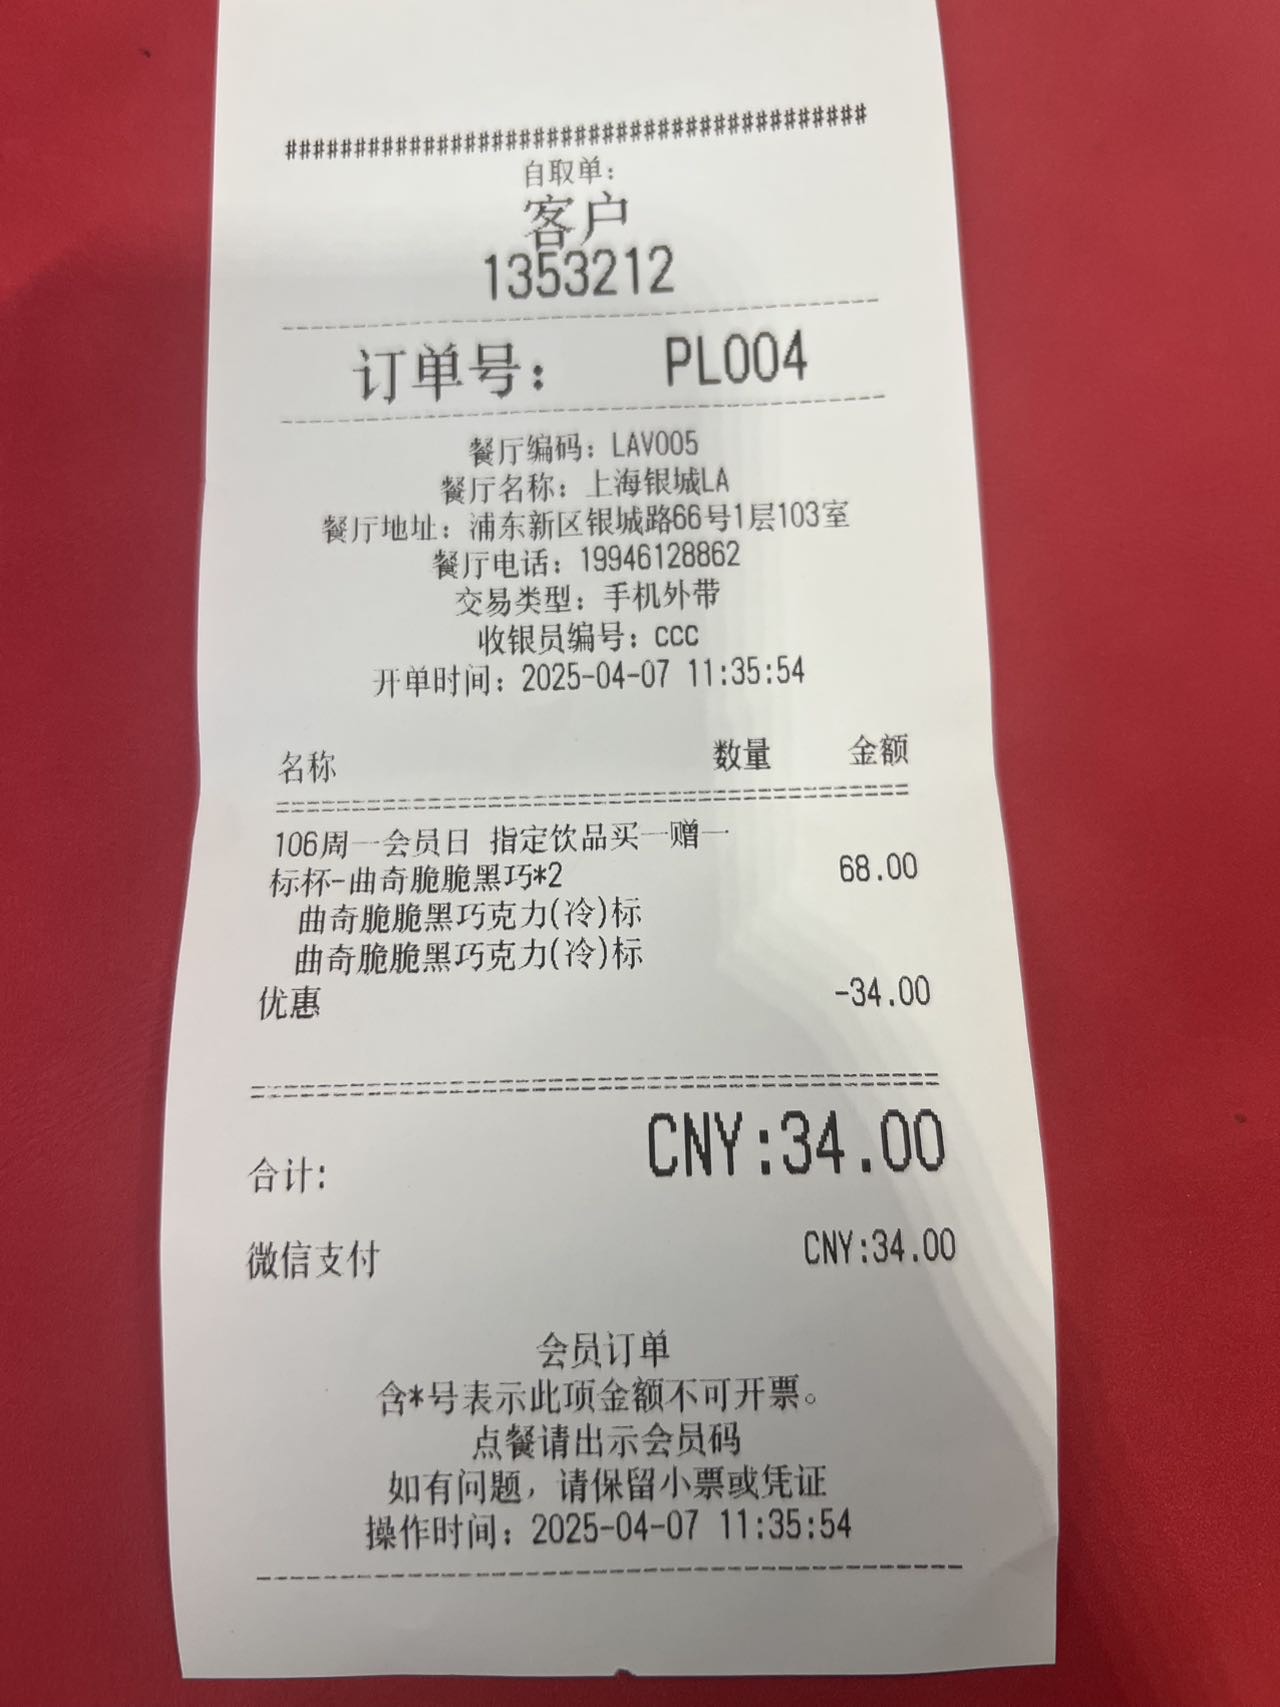 ##########################################
自取单:
客户
1353212
订单号: PL004
餐厅编码: LAV005
餐厅名称: 上海银城LA
餐厅地址: 浦东新区银城路66号1层103室
餐厅电话: 19946128862
交易类型: 手机外带
收银员编号: ccc
开单时间: 2025-04-07 11:35:54
名称 数量 金额
106周一会员日 指定饮品买一赠一
标杯-曲奇脆脆黑巧*2 68.00
曲奇脆脆黑巧克力(冷)标
曲奇脆脆黑巧克力(冷)标
优惠 -34.00
合计: CNY:34.00
微信支付 CNY:34.00
会员订单
含*号表示此项金额不可开票。
点餐请出示会员码
如有问题，请保留小票或凭证
操作时间: 2025-04-07 11:35:54